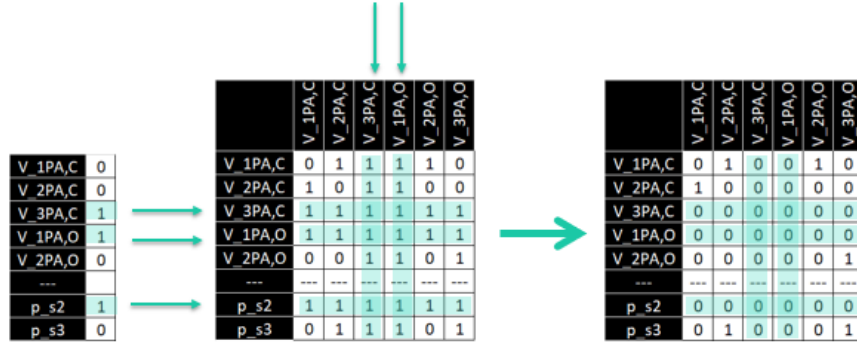 V_1PA,C 0
V_2PA,C 0
V_3PA,C 1
V_1PA,O 1
V_2PA,O 0
---
p_s2 1
p_s3 0
V_1PA,C V_2PA,C V_3PA,C V_1PA,O V_2PA,O V_3PA,O
V_1PA,C 0 1 1 1 1 0
V_2PA,C 1 0 1 1 0 0
V_3PA,C 1 1 1 1 1 1
V_1PA,O 1 1 1 1 1 1
V_2PA,O 0 0 1 1 0 1
--- --- --- --- --- --- ---
p_s2 1 1 1 1 1 1
p_s3 0 1 1 1 0 1
V_1PA,C V_2PA,C V_3PA,C V_1PA,O V_2PA,O V_3PA,O
V_1PA,C 0 1 0 0 1 0
V_2PA,C 1 0 0 0 0 0
V_3PA,C 0 0 0 0 0 0
V_1PA,O 0 0 0 0 0 0
V_2PA,O 0 0 0 0 0 1
--- --- --- --- --- --- ---
p_s2 0 0 0 0 0 0
p_s3 0 1 0 0 0 1